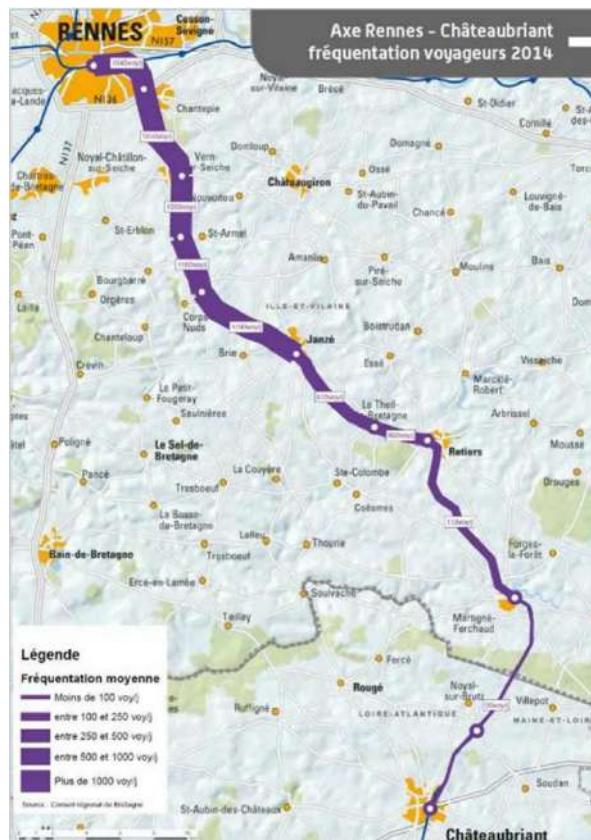 Axe Rennes - Châteaubriant
fréquentation voyageurs 2014
RENNES
Cesson-
Sévigné
N157
N136
N137
Chantepie
Noyal-
sur-Vilaine
Brécé
St-Didier
Cornillé
Noyal-Châtillon
sur-Seiche
Vern-
Domloup
Châteaugiron
Ossé
Domagné
St-Aubin
du-Pavail
Louvigné
de-Bais
Chancé
Nouvoitou
St-Erblon
St-Armel
Amanlis
Piré-
sur-Seiche
Moulins
Bais
Pont-
Péan
Laillé
Bourgbarré
Orgères
Corps
Nuds
ILLE-ET-VILAINE
Chanteloup
Janzé
Boistrudan
Brie
Essé
Visseiche
Crevin
Marcillé-
Robert
Le Petit-
Fougeray
Saulnières
Le Theil
Bretagne
Arbrissel
Poligné
Le Sel-de-
Bretagne
Retiers
Moussé
Pancé
La Couyère
Tresboeuf
Ste-Colombe
Drouges
Coësmes
La Bosse-
de-Bretagne
Bain-de-Bretagne
Lalleu
Thourie
Forges-
la-Forêt
Tresboeuf
Erce-en-Lamée
Soulvache
Martigné-
Ferchaud
Teillay
Fercé
Rougé
Noyal-
sur-Brutz
Villepot
Ruffigné
LOIRE-ATLANTIQUE
MAINE-ET-LOIRE
Soudan
St-Aubin-des-Châteaux
Châteaubriant
Légende
Fréquentation moyenne
Moins de 100 voy/j
entre 100 et 250 voy/j
entre 250 et 500 voy/j
entre 500 et 1000 voy/j
Plus de 1000 voy/j
Source : Conseil régional de Bretagne